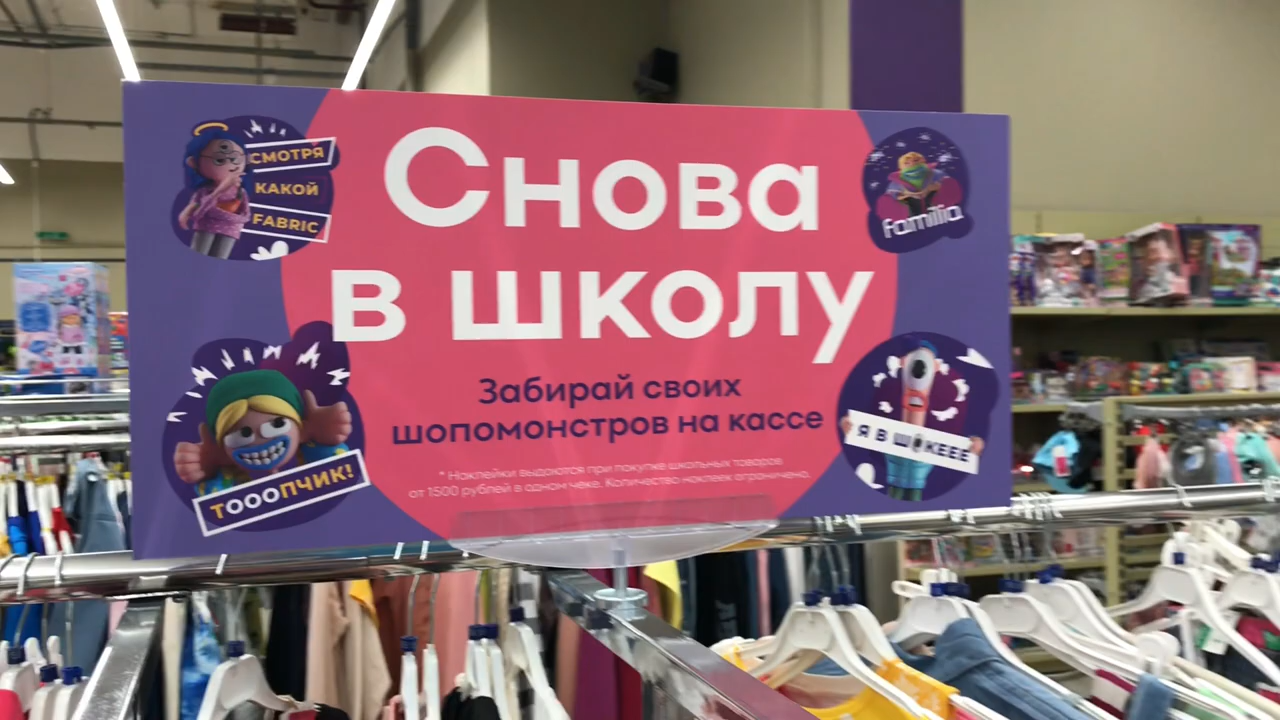 Снова
в школу
Забирай своих
шопомонстров на кассе
* Наклейки выдаются при покупке школьных товаров
от 1500 рублей в одном чеке. Количество наклеек ограничено.
СМОТРЯ
КАКОЙ
FABRIC
familia
ТОООПЧИК!
Я В ШОКЕЕЕ